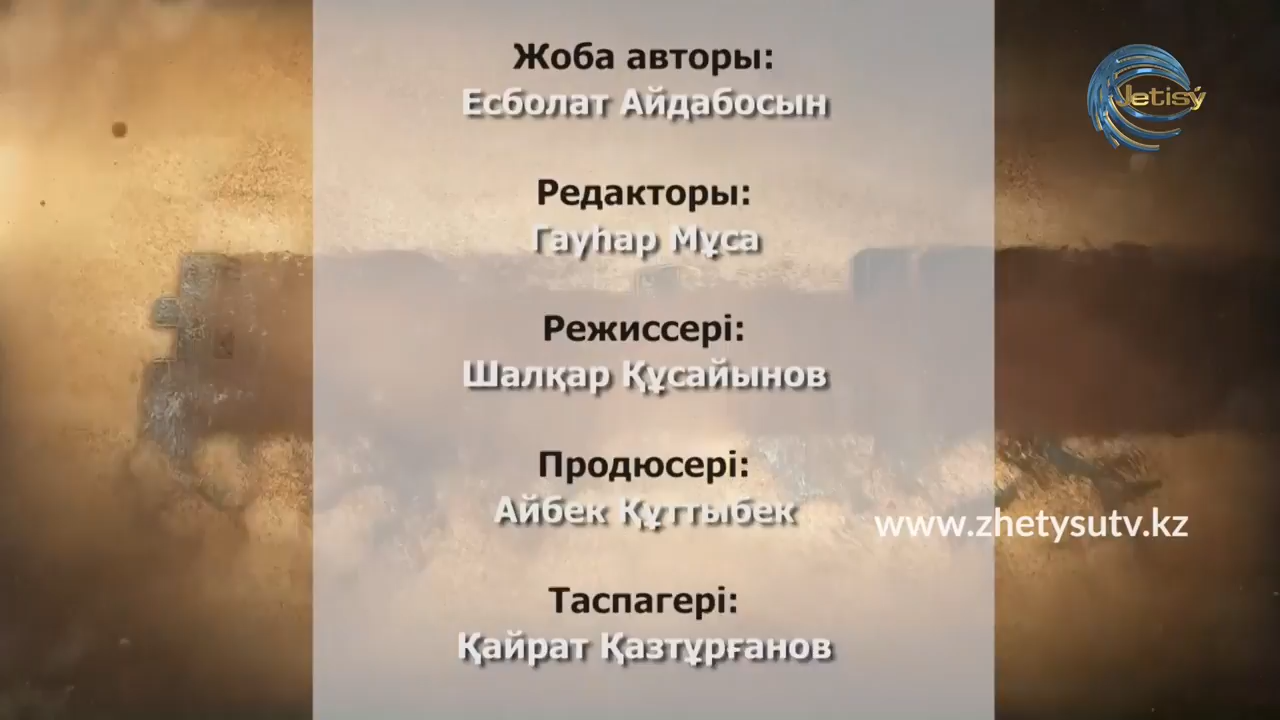 Жоба авторы:
Есболат Айдабосын
Jetisý
Редакторы:
Гауһар Мұса
Режиссері:
Шалқар Құсайынов
Продюсері:
Айбек Құттыбек
www.zhetysutv.kz
Таспагері:
Қайрат Қазтұрғанов